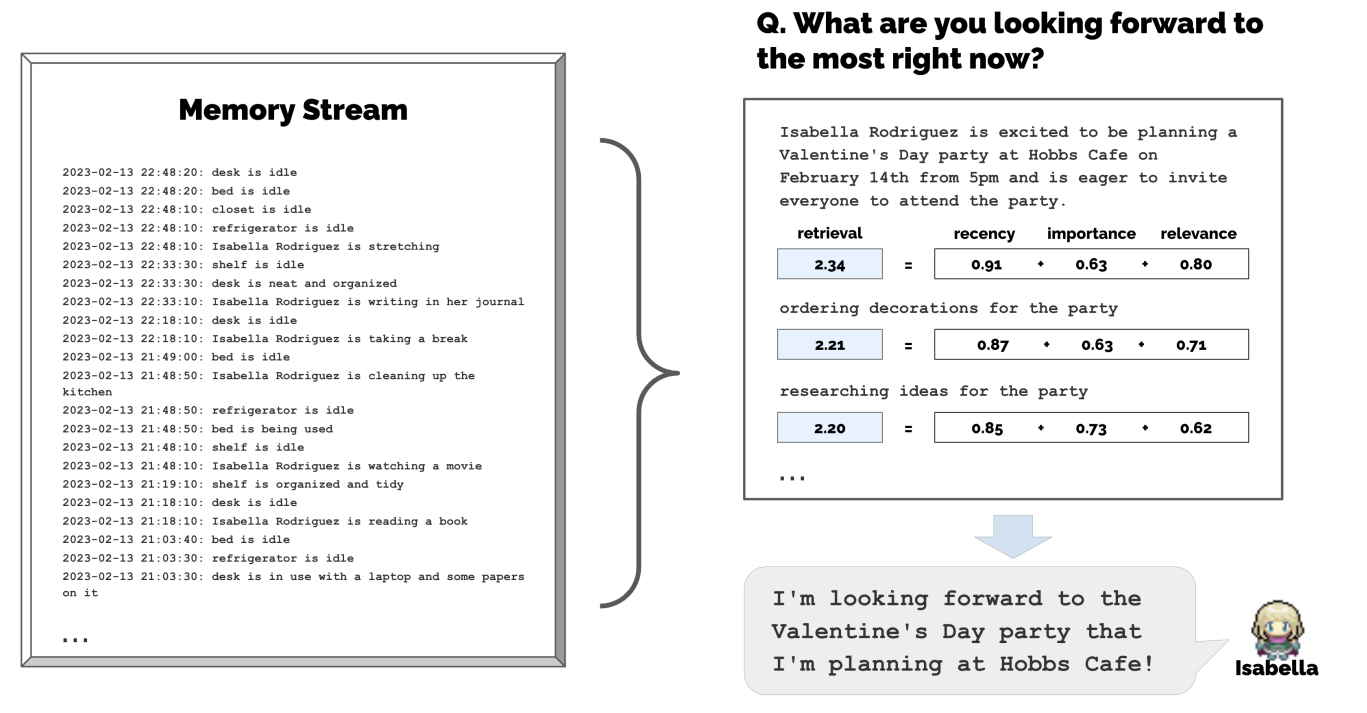 Memory Stream
2023-02-13 22:48:20: desk is idle
2023-02-13 22:48:20: bed is idle
2023-02-13 22:48:10: closet is idle
2023-02-13 22:48:10: refrigerator is idle
2023-02-13 22:48:10: Isabella Rodriguez is stretching
2023-02-13 22:33:30: shelf is idle
2023-02-13 22:33:30: desk is neat and organized
2023-02-13 22:33:10: Isabella Rodriguez is writing in her journal
2023-02-13 22:18:10: desk is idle
2023-02-13 22:18:10: Isabella Rodriguez is taking a break
2023-02-13 21:49:00: bed is idle
2023-02-13 21:48:50: Isabella Rodriguez is cleaning up the
kitchen
2023-02-13 21:48:50: refrigerator is idle
2023-02-13 21:48:50: bed is being used
2023-02-13 21:48:10: shelf is idle
2023-02-13 21:48:10: Isabella Rodriguez is watching a movie
2023-02-13 21:19:10: shelf is organized and tidy
2023-02-13 21:18:10: desk is idle
2023-02-13 21:18:10: Isabella Rodriguez is reading a book
2023-02-13 21:03:40: bed is idle
2023-02-13 21:03:30: refrigerator is idle
2023-02-13 21:03:30: desk is in use with a laptop and some papers
on it
...
Q. What are you looking forward to
the most right now?
Isabella Rodriguez is excited to be planning a
Valentine's Day party at Hobbs Cafe on
February 14th from 5pm and is eager to invite
everyone to attend the party.
retrieval recency importance relevance
2.34 = 0.91 + 0.63 + 0.80
ordering decorations for the party
2.21 = 0.87 + 0.63 + 0.71
researching ideas for the party
2.20 = 0.85 + 0.73 + 0.62
...
I'm looking forward to the
Valentine's Day party that
I'm planning at Hobbs Cafe!
Isabella